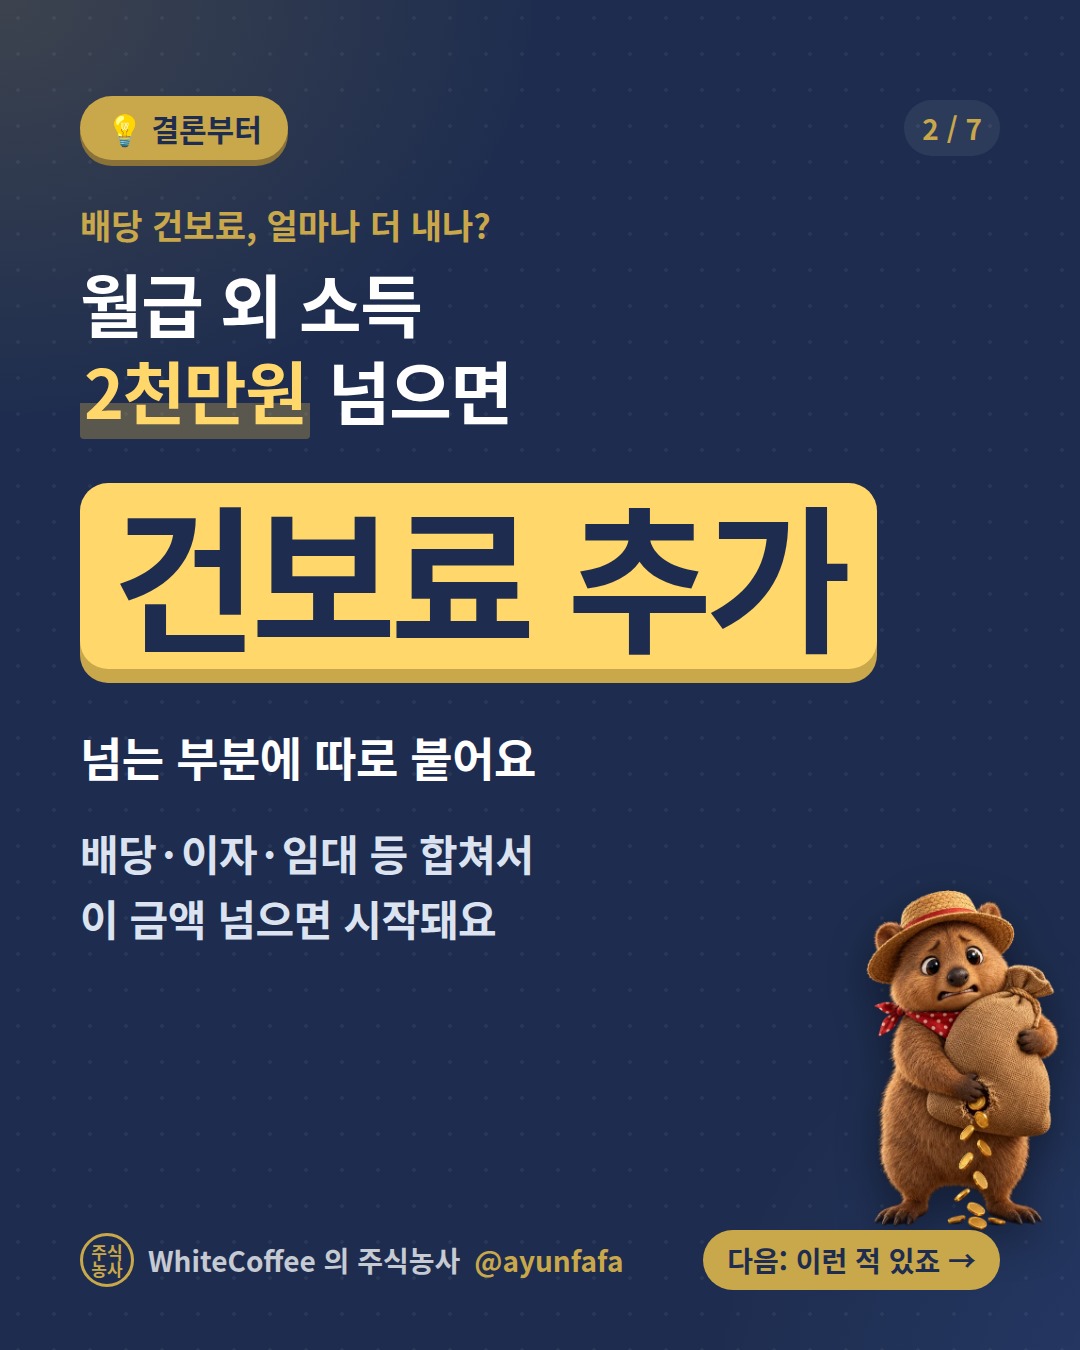 💡 결론부터
2 / 7
배당 건보료, 얼마나 더 내나?
월급 외 소득
2천만원 넘으면
건보료 추가
넘는 부분에 따로 붙어요
배당·이자·임대 등 합쳐서
이 금액 넘으면 시작돼요
주식
농사
WhiteCoffee 의 주식농사 @ayunfafa
다음: 이런 적 있죠 →